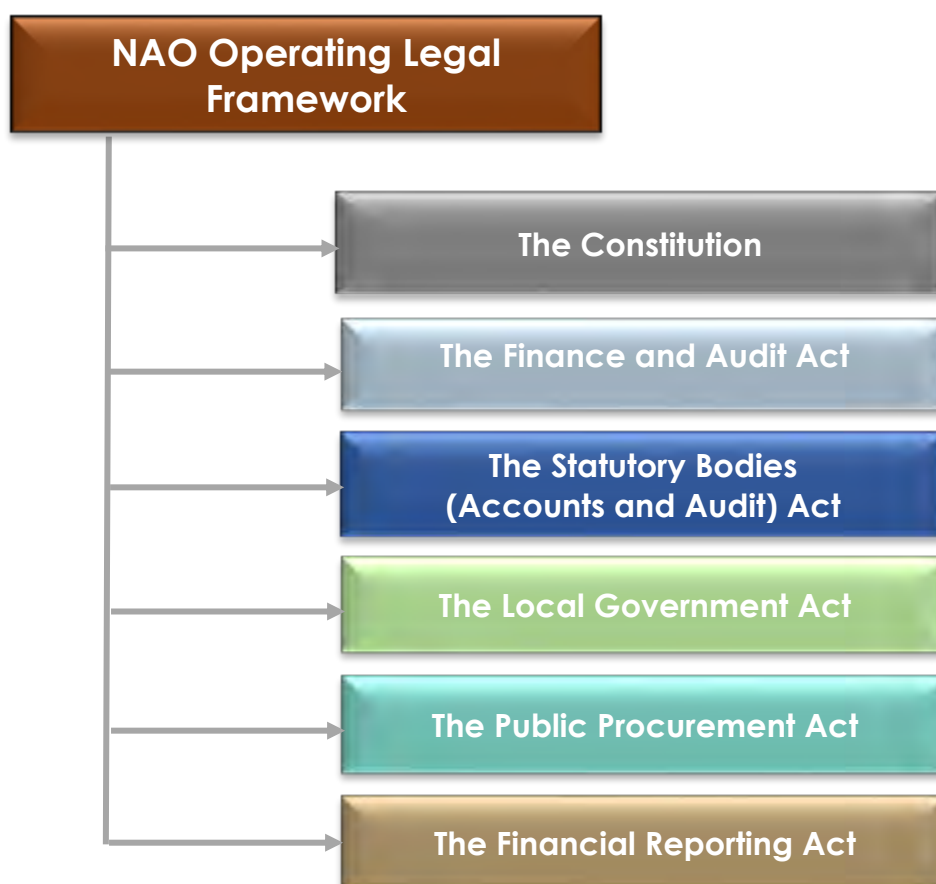 NAO Operating Legal
Framework
The Constitution
The Finance and Audit Act
The Statutory Bodies
(Accounts and Audit) Act
The Local Government Act
The Public Procurement Act
The Financial Reporting Act